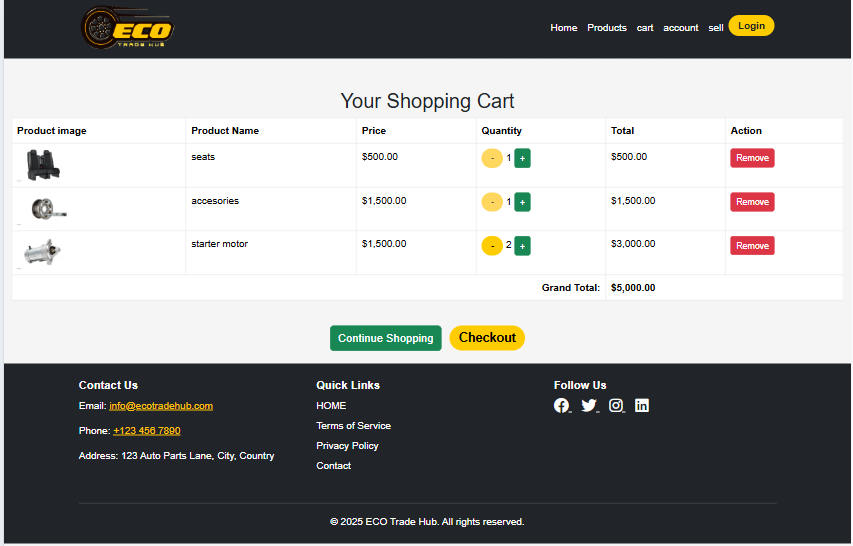 ECO
TRADE HUB
Home Products cart account sell Login
Your Shopping Cart
Product image Product Name Price Quantity Total Action
seats $500.00 - 1 + $500.00 Remove
accesories $1,500.00 - 1 + $1,500.00 Remove
starter motor $1,500.00 - 2 + $3,000.00 Remove
Grand Total: $5,000.00
Continue Shopping Checkout
Contact Us Quick Links Follow Us
Email: info@ecotradehub.com HOME
Phone: +123 456 7890 Terms of Service
Privacy Policy
Address: 123 Auto Parts Lane, City, Country
Contact
© 2025 ECO Trade Hub. All rights reserved.